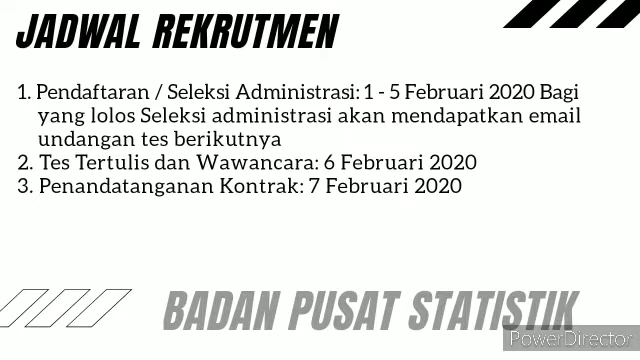 JADWAL REKRUTMEN
1. Pendaftaran / Seleksi Administrasi: 1 - 5 Februari 2020 Bagi
yang lolos Seleksi administrasi akan mendapatkan email
undangan tes berikutnya
2. Tes Tertulis dan Wawancara: 6 Februari 2020
3. Penandatanganan Kontrak: 7 Februari 2020
BADAN PUSAT STATISTIK
PowerDirector